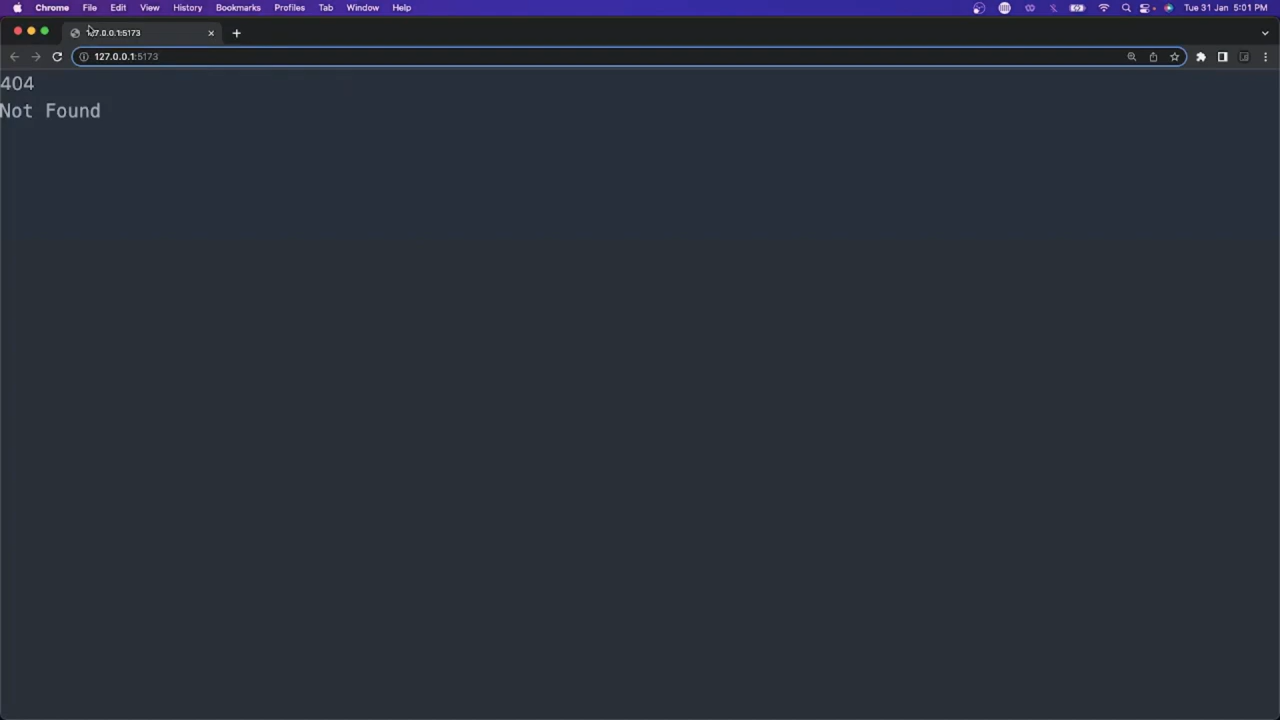 Chrome File Edit View History Bookmarks Profiles Tab Window Help Tue 31 Jan 5:01 PM
127.0.0.1:5173
127.0.0.1:5173
404
Not Found